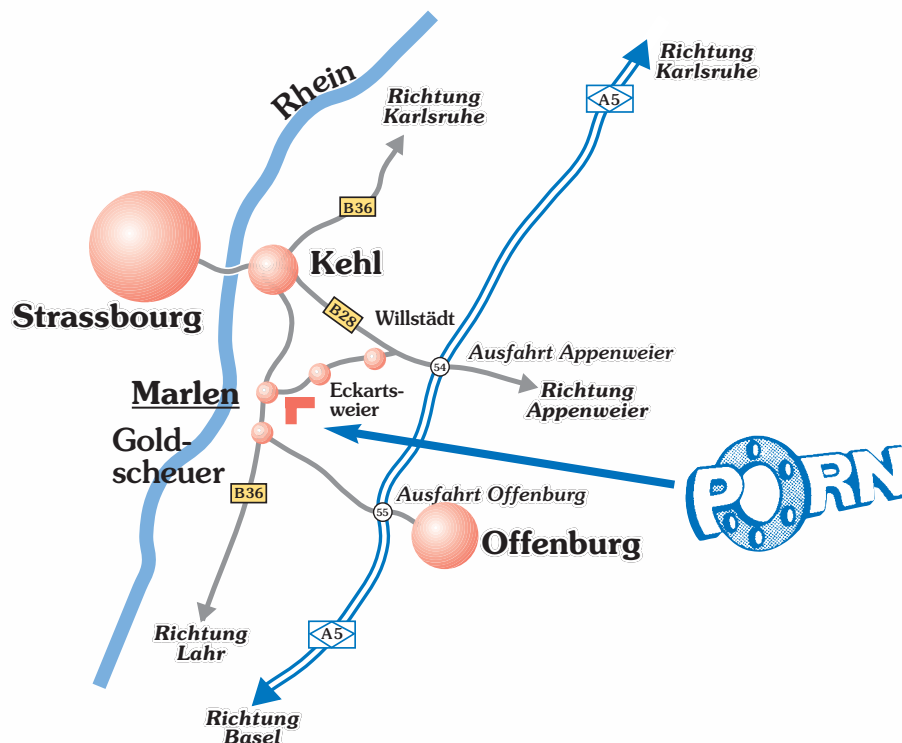 Rhein
Richtung
Karlsruhe
Richtung
Karlsruhe
A5
B36
Kehl
Strassbourg
B28
Willstädt
Ausfahrt Appenweier
54
Richtung
Appenweier
Marlen
Eckarts-
weier
Gold-
scheuer
B36
PORN
Ausfahrt Offenburg
55
Offenburg
Richtung
Lahr
A5
Richtung
Basel